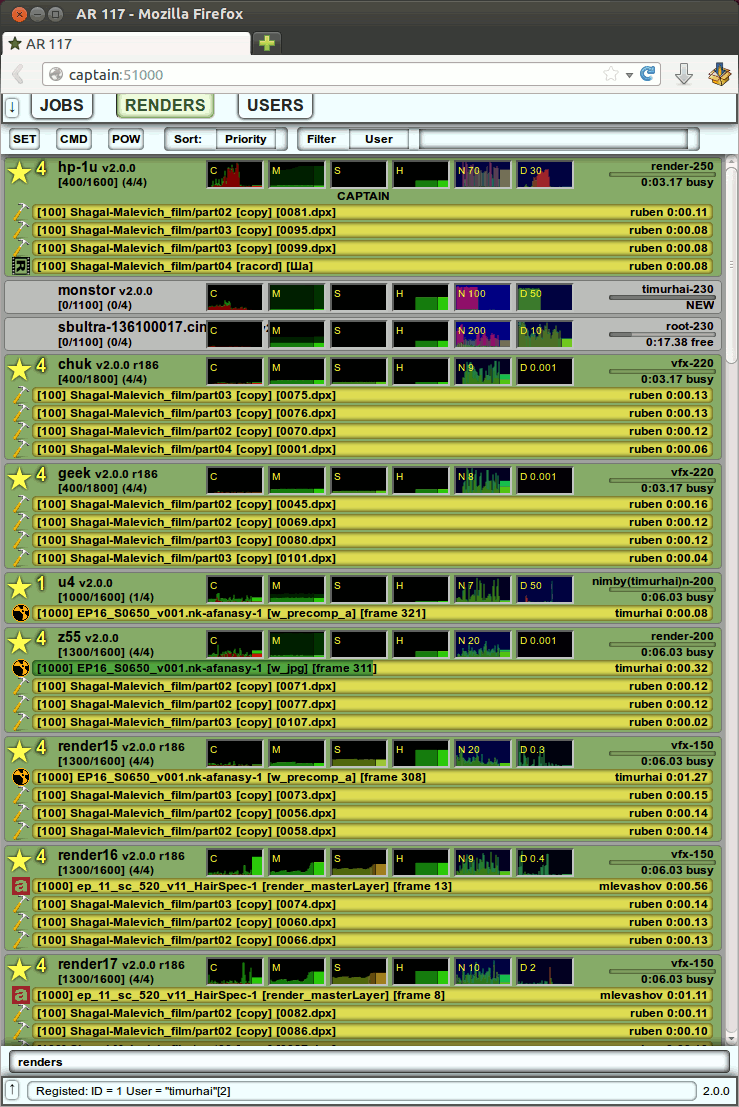 AR 117 - Mozilla Firefox
AR 117
captain:51000
JOBS RENDERS USERS
SET CMD POW Sort: Priority Filter User
4 hp-1u v2.0.0 C M S H N 70 D 30 render-250
[400/1600] (4/4) 0:03.17 busy
CAPTAIN
[100] Shagal-Malevich_film/part02 [copy] [0081.dpx] ruben 0:00.11
[100] Shagal-Malevich_film/part03 [copy] [0095.dpx] ruben 0:00.08
[100] Shagal-Malevich_film/part03 [copy] [0099.dpx] ruben 0:00.08
R [100] Shagal-Malevich_film/part04 [racord] [Ша] ruben 0:00.08
monstor v2.0.0 C M S H N 100 D 50 timurhai-230
[0/1100] (0/4) NEW
sbultra-136100017.cin C M S H N 200 D 10 root-230
[0/1100] (0/4) 0:17.38 free
4 chuk v2.0.0 r186 C M S H N 9 D 0.001 vfx-220
[400/1800] (4/4) 0:03.17 busy
[100] Shagal-Malevich_film/part03 [copy] [0075.dpx] ruben 0:00.13
[100] Shagal-Malevich_film/part03 [copy] [0076.dpx] ruben 0:00.13
[100] Shagal-Malevich_film/part02 [copy] [0070.dpx] ruben 0:00.12
[100] Shagal-Malevich_film/part04 [copy] [0001.dpx] ruben 0:00.06
4 geek v2.0.0 r186 C M S H N 8 D 0.001 vfx-220
[400/1800] (4/4) 0:03.17 busy
[100] Shagal-Malevich_film/part02 [copy] [0045.dpx] ruben 0:00.16
[100] Shagal-Malevich_film/part02 [copy] [0069.dpx] ruben 0:00.12
[100] Shagal-Malevich_film/part03 [copy] [0080.dpx] ruben 0:00.12
[100] Shagal-Malevich_film/part03 [copy] [0101.dpx] ruben 0:00.04
1 u4 v2.0.0 C M S H N 7 D 50 nimby(timurhai)n-200
[1000/1600] (1/4) 0:06.03 busy
[1000] EP16_S0650_v001.nk-afanasy-1 [w_precomp_a] [frame 321] timurhai 0:00.08
4 z55 v2.0.0 C M S H N 20 D 0.001 render-200
[1300/1600] (4/4) 0:06.03 busy
[1000] EP16_S0650_v001.nk-afanasy-1 [w_jpg] [frame 311] timurhai 0:00.32
[100] Shagal-Malevich_film/part02 [copy] [0071.dpx] ruben 0:00.12
[100] Shagal-Malevich_film/part02 [copy] [0077.dpx] ruben 0:00.12
[100] Shagal-Malevich_film/part03 [copy] [0107.dpx] ruben 0:00.02
4 render15 v2.0.0 r186 C M S H N 20 D 0.3 vfx-150
[1300/1600] (4/4) 0:06.03 busy
[1000] EP16_S0650_v001.nk-afanasy-1 [w_precomp_a] [frame 308] timurhai 0:01.27
[100] Shagal-Malevich_film/part03 [copy] [0073.dpx] ruben 0:00.15
[100] Shagal-Malevich_film/part02 [copy] [0056.dpx] ruben 0:00.14
[100] Shagal-Malevich_film/part02 [copy] [0058.dpx] ruben 0:00.14
4 render16 v2.0.0 r186 C M S H N 9 D 0.4 vfx-150
[1300/1600] (4/4) 0:06.03 busy
a [1000] ep_11_sc_520_v11_HairSpec-1 [render_masterLayer] [frame 13] mlevashov 0:00.56
[100] Shagal-Malevich_film/part03 [copy] [0074.dpx] ruben 0:00.14
[100] Shagal-Malevich_film/part02 [copy] [0060.dpx] ruben 0:00.13
[100] Shagal-Malevich_film/part02 [copy] [0066.dpx] ruben 0:00.13
4 render17 v2.0.0 r186 C M S H N 10 D 2 vfx-150
[1300/1600] (4/4) 0:06.03 busy
a [1000] ep_11_sc_520_v11_HairSpec-1 [render_masterLayer] [frame 8] mlevashov 0:01.11
[100] Shagal-Malevich_film/part02 [copy] [0082.dpx] ruben 0:00.11
[100] Shagal-Malevich_film/part02 [copy] [0086.dpx] ruben 0:00.10
renders
Registed: ID = 1 User = "timurhai"[2] 2.0.0